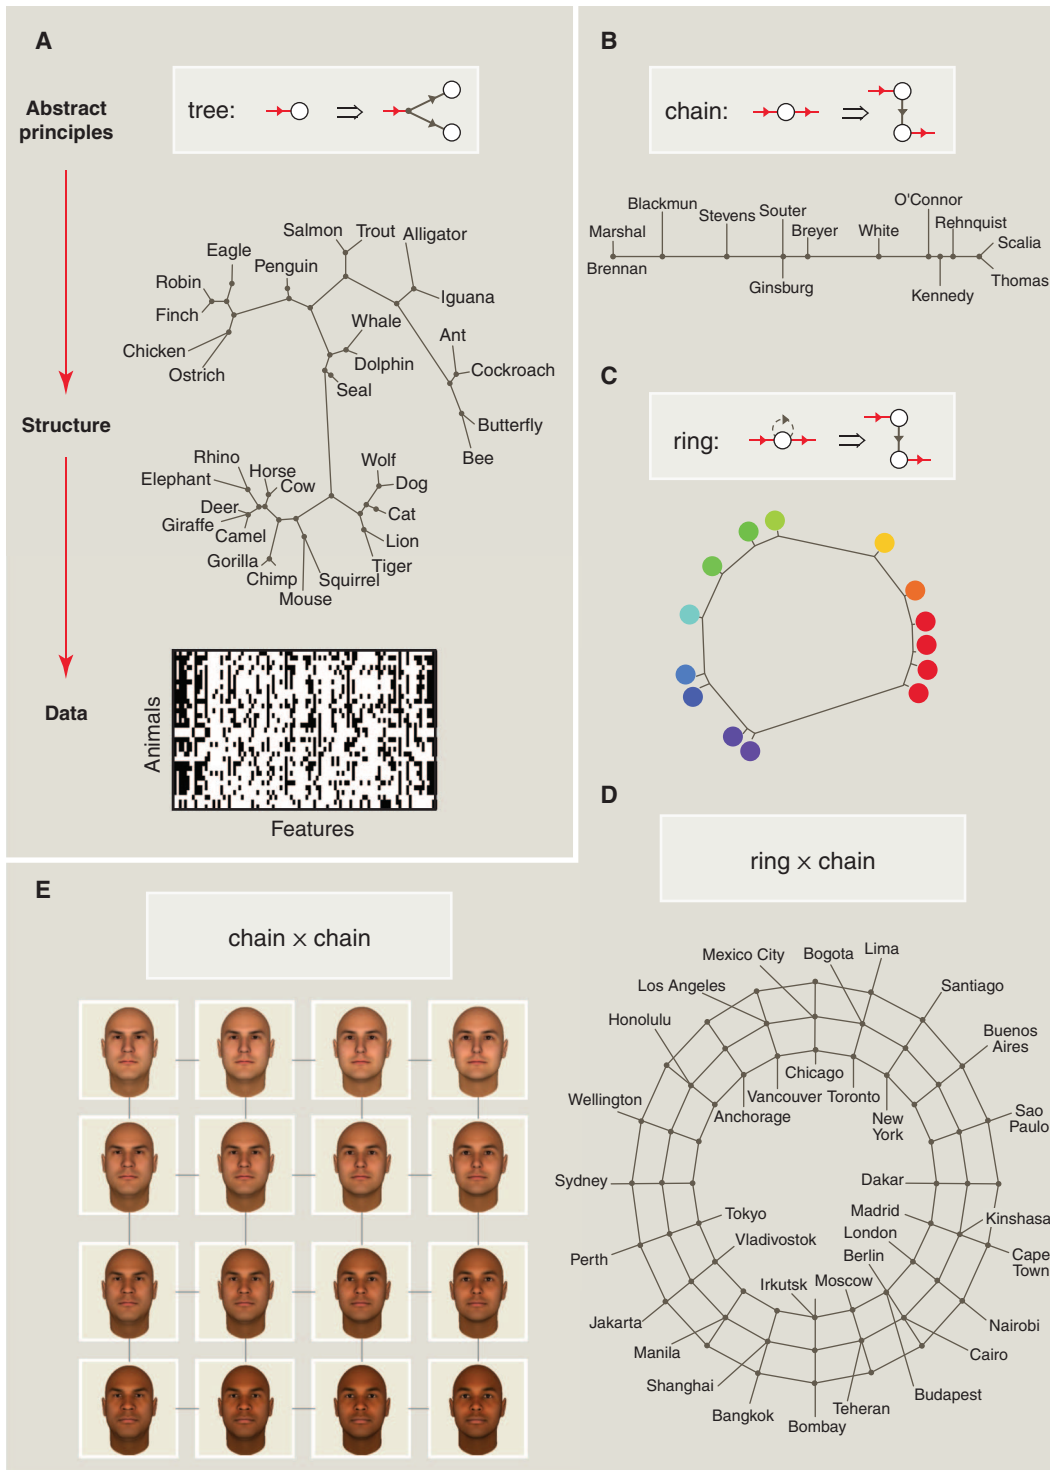 A
Abstract
principles
tree:
Salmon
Trout
Alligator
Eagle
Penguin
Robin
Iguana
Finch
Whale
Ant
Chicken
Dolphin
Cockroach
Ostrich
Seal
Structure
Butterfly
Bee
Rhino
Horse
Wolf
Elephant
Cow
Dog
Deer
Cat
Giraffe
Camel
Lion
Gorilla
Tiger
Chimp
Squirrel
Mouse
Data
Animals
Features
B
chain:
O'Connor
Blackmun
Stevens
Souter
Rehnquist
Marshal
Breyer
White
Scalia
Brennan
Ginsburg
Kennedy
Thomas
C
ring:
D
ring × chain
Mexico City
Bogota
Lima
Los Angeles
Santiago
Honolulu
Buenos
Aires
Chicago
Wellington
Vancouver
Toronto
Anchorage
New
York
Sao
Paulo
Sydney
Dakar
Tokyo
Madrid
Kinshasa
Vladivostok
London
Perth
Berlin
Cape
Town
Irkutsk
Moscow
Jakarta
Nairobi
Manila
Cairo
Shanghai
Budapest
Bangkok
Teheran
Bombay
E
chain × chain